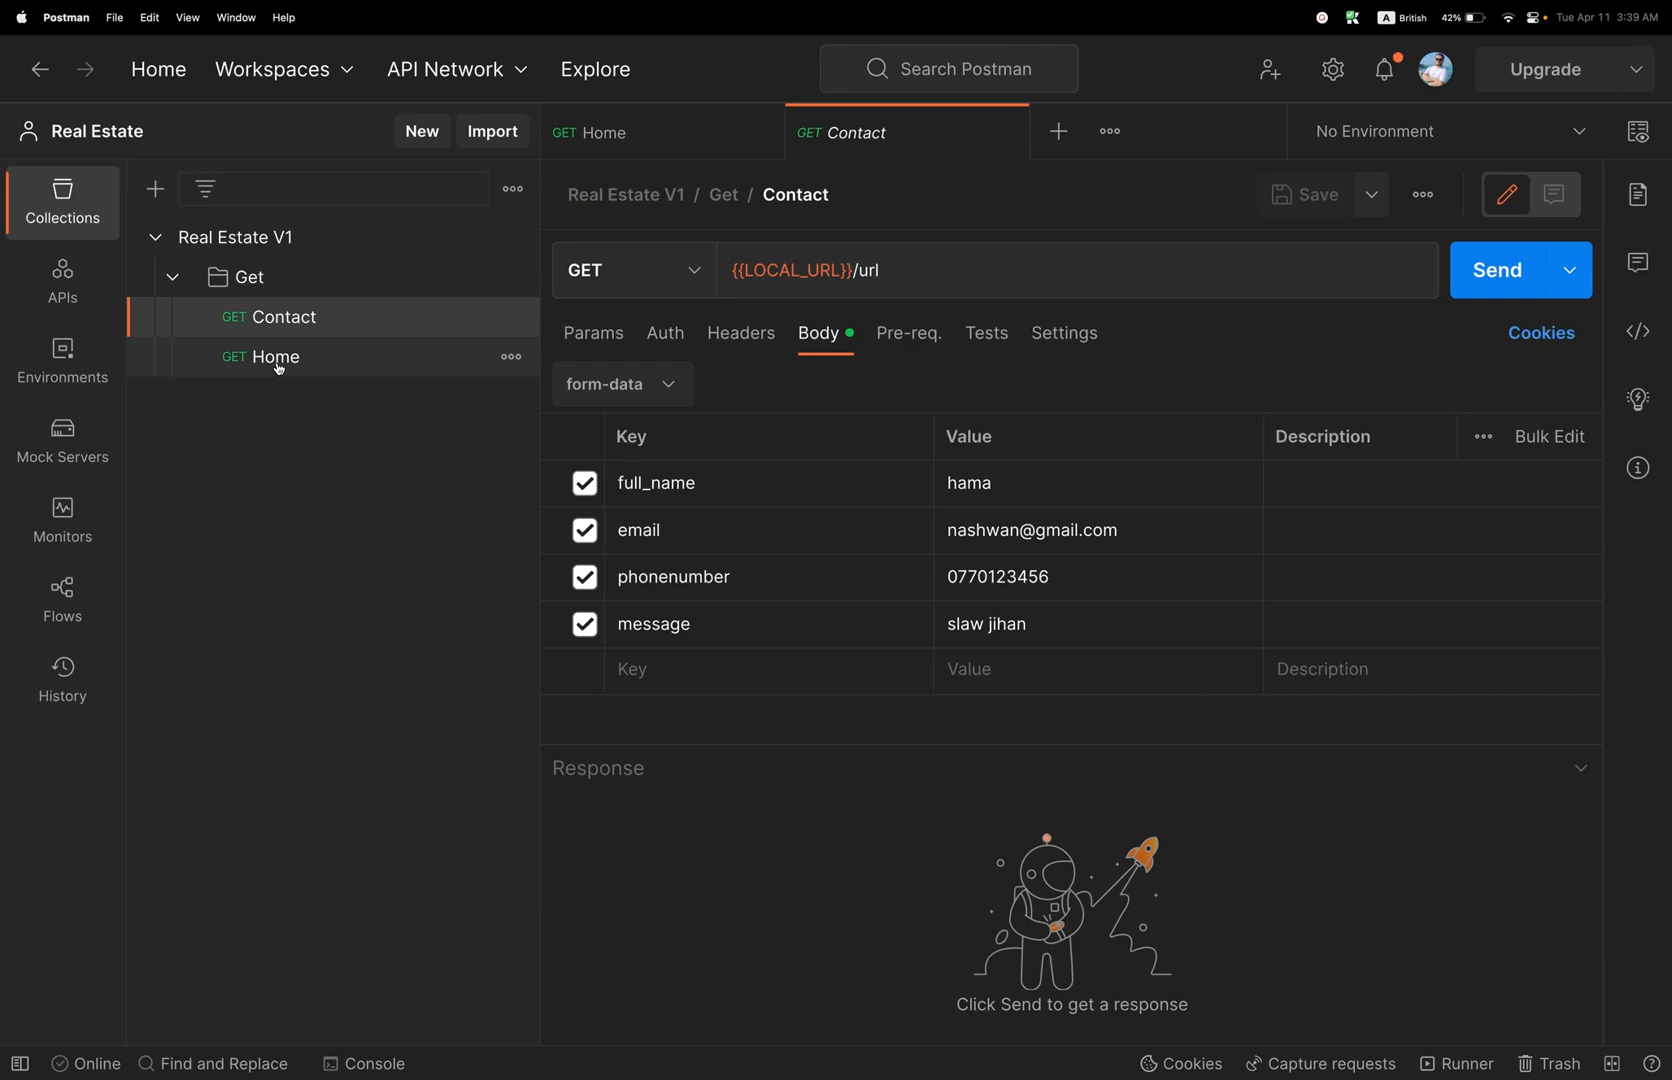 Postman File Edit View Window Help
A British 42% Tue Apr 11 3:39 AM
Home Workspaces API Network Explore
Search Postman
Upgrade
Real Estate
New Import
GET Home
GET Contact
No Environment
Collections
APIs
Environments
Mock Servers
Monitors
Flows
History
Real Estate V1
Get
GET Contact
GET Home
Real Estate V1 / Get / Contact
Save
GET
{{LOCAL_URL}}/url
Send
Params Auth Headers Body Pre-req. Tests Settings
Cookies
form-data
Key Value Description Bulk Edit
full_name hama
email nashwan@gmail.com
phonenumber 0770123456
message slaw jihan
Key Value Description
Response
Click Send to get a response
Online Find and Replace Console
Cookies Capture requests Runner Trash